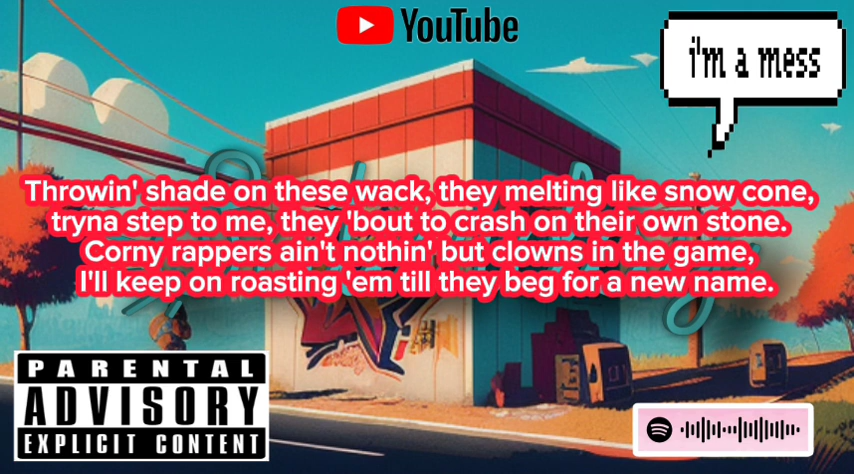 YouTube
i'm a mess
Throwin' shade on these wack, they melting like snow cone,
tryna step to me, they 'bout to crash on their own stone.
Corny rappers ain't nothin' but clowns in the game,
I'll keep on roasting 'em till they beg for a new name.
PARENTAL
ADVISORY
EXPLICIT CONTENT